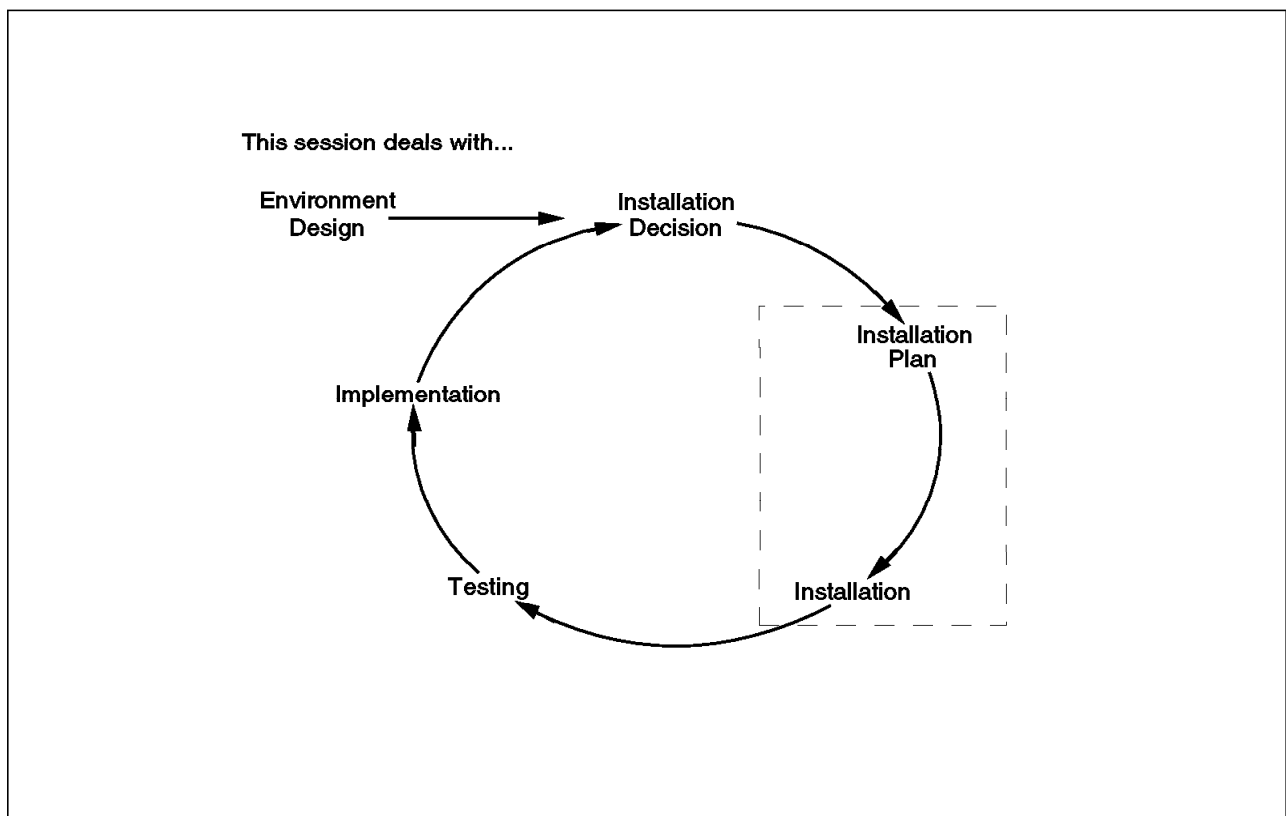 This session deals with...
Environment
Design
Installation
Decision
Installation
Plan
Implementation
Testing
Installation